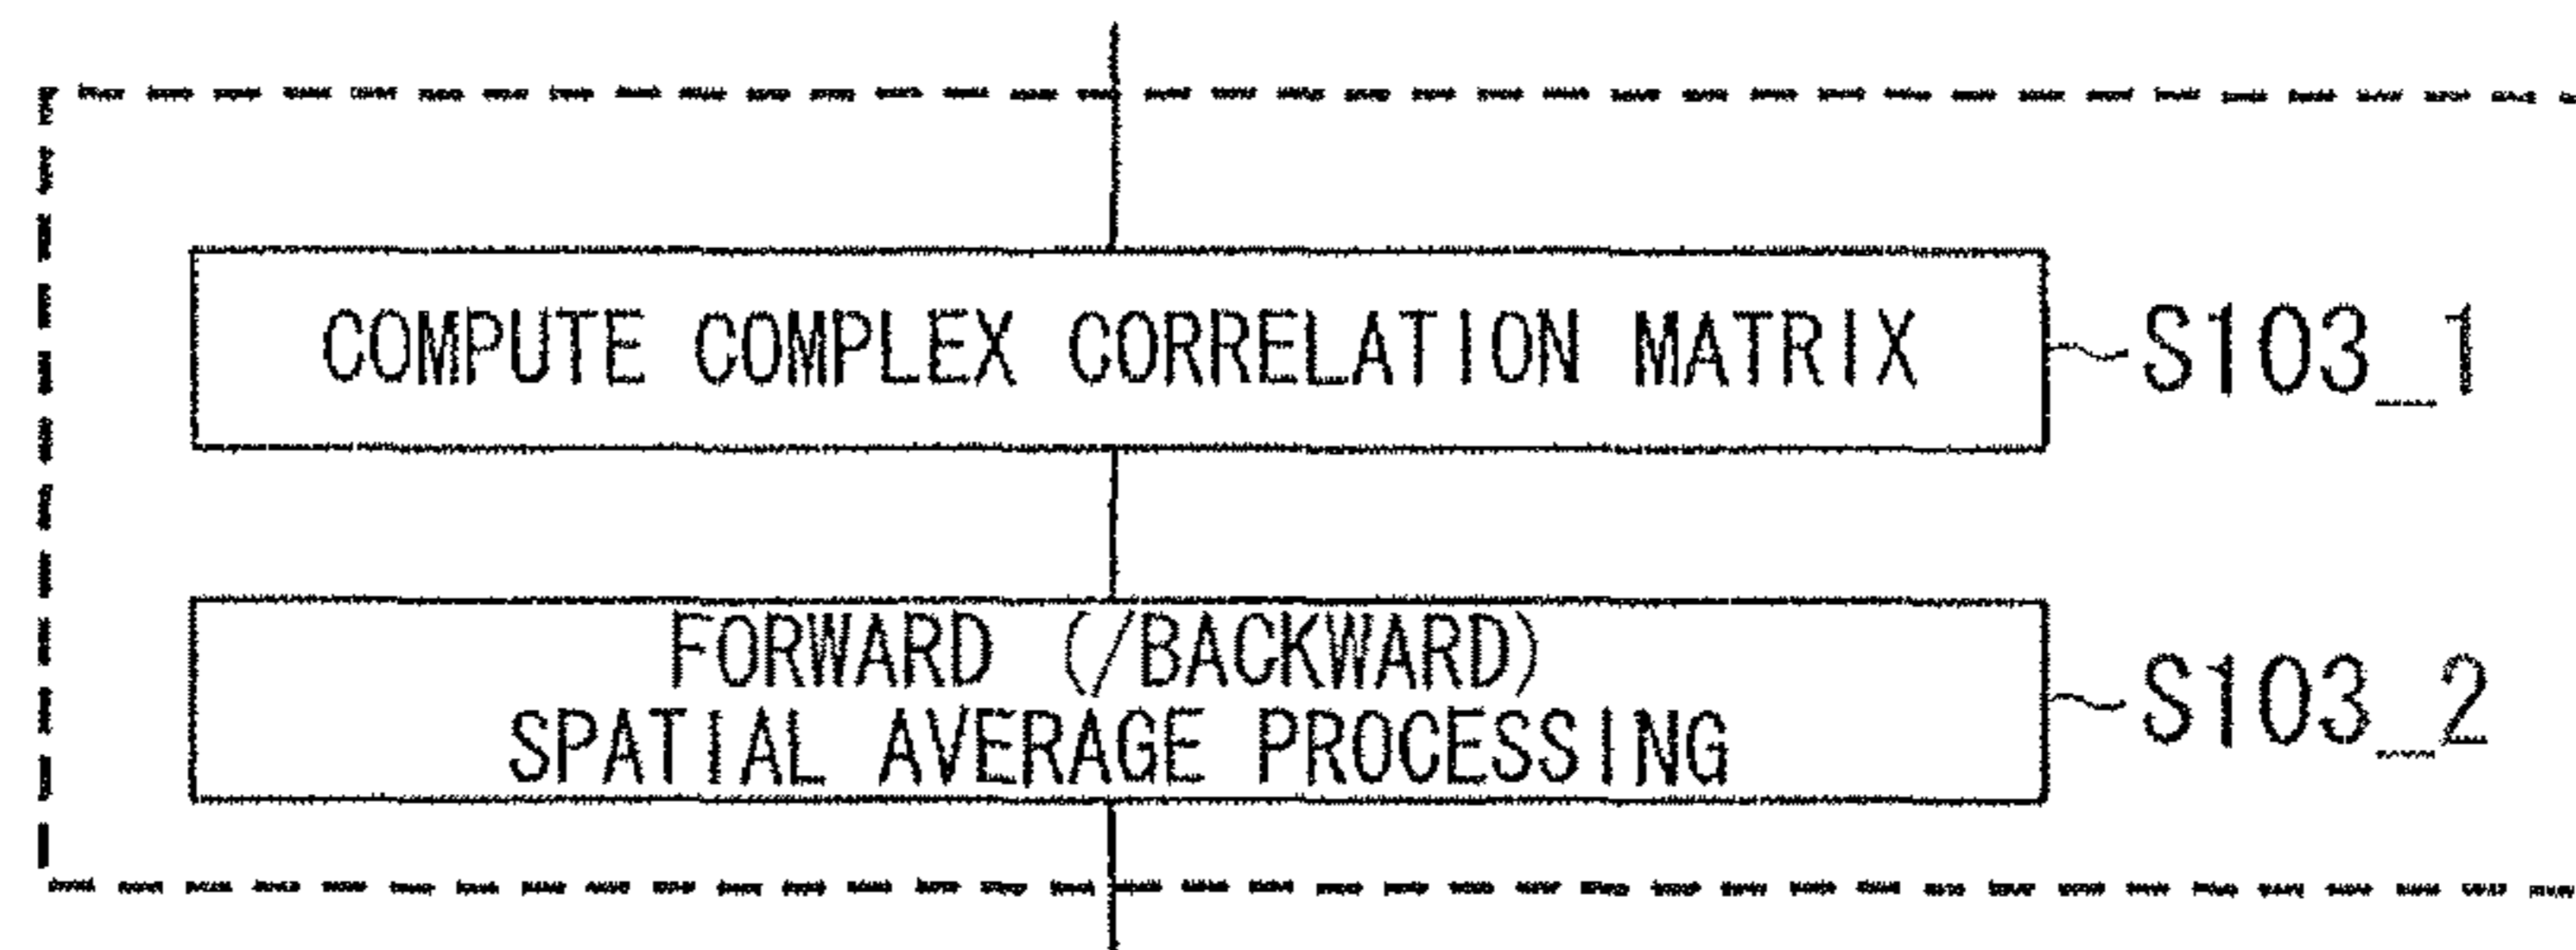 COMPUTE COMPLEX CORRELATION MATRIX S103_1
FORWARD (/BACKWARD)
SPATIAL AVERAGE PROCESSING
S103_2